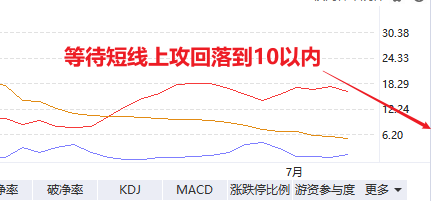 30.38
等待短线上攻回落到10以内
24.33
18.29
12.24
6.20
7月
净率
破净率
KDJ
MACD
涨跌停比例
游资参与度
更多